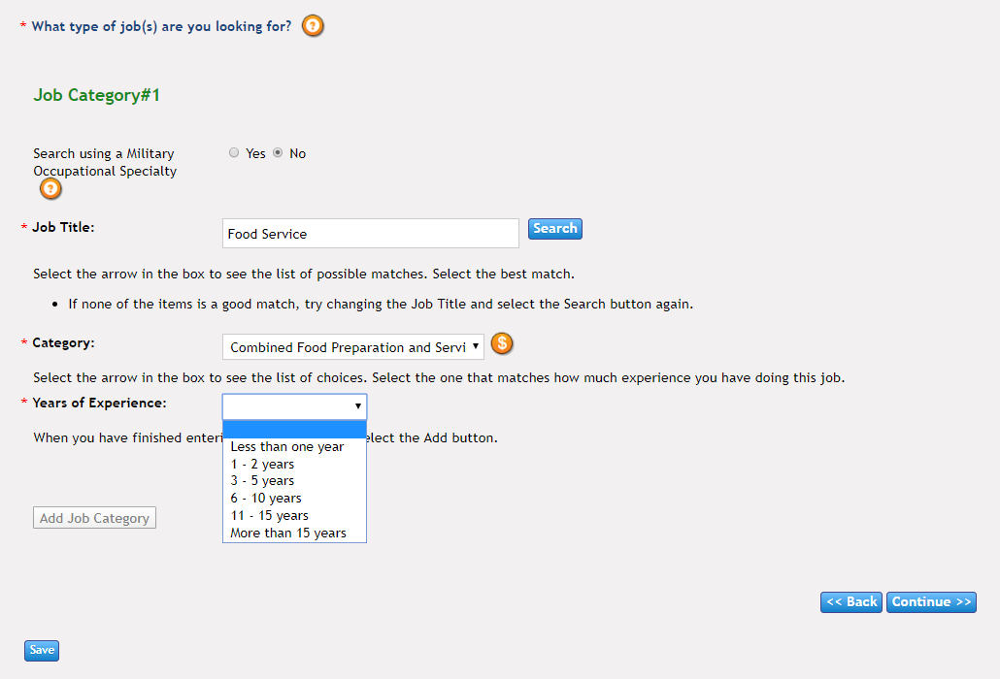 * What type of job(s) are you looking for? ?
Job Category#1
Search using a Military Occupational Specialty ?
Yes No
* Job Title:
Food Service
Search
Select the arrow in the box to see the list of possible matches. Select the best match.
• If none of the items is a good match, try changing the Job Title and select the Search button again.
* Category:
Combined Food Preparation and Servi
$
Select the arrow in the box to see the list of choices. Select the one that matches how much experience you have doing this job.
* Years of Experience:
When you have finished enteri elect the Add button.
Less than one year
1 - 2 years
3 - 5 years
6 - 10 years
11 - 15 years
More than 15 years
Add Job Category
<< Back Continue >>
Save